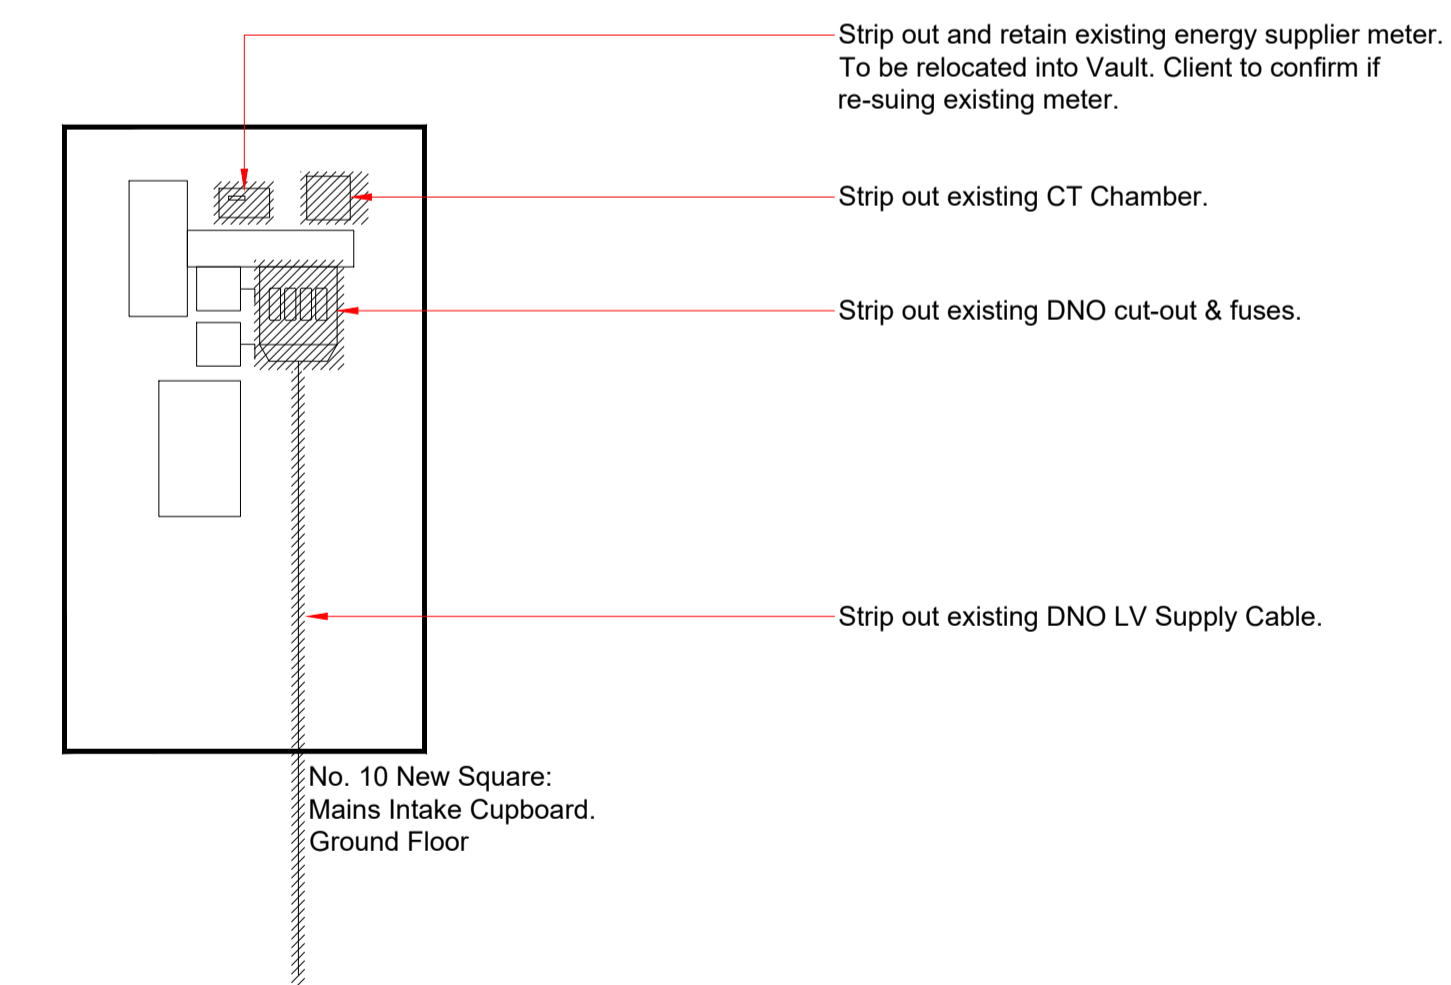 Strip out and retain existing energy supplier meter.
To be relocated into Vault. Client to confirm if
re-suing existing meter.
Strip out existing CT Chamber.
Strip out existing DNO cut-out & fuses.
Strip out existing DNO LV Supply Cable.
No. 10 New Square:
Mains Intake Cupboard.
Ground Floor